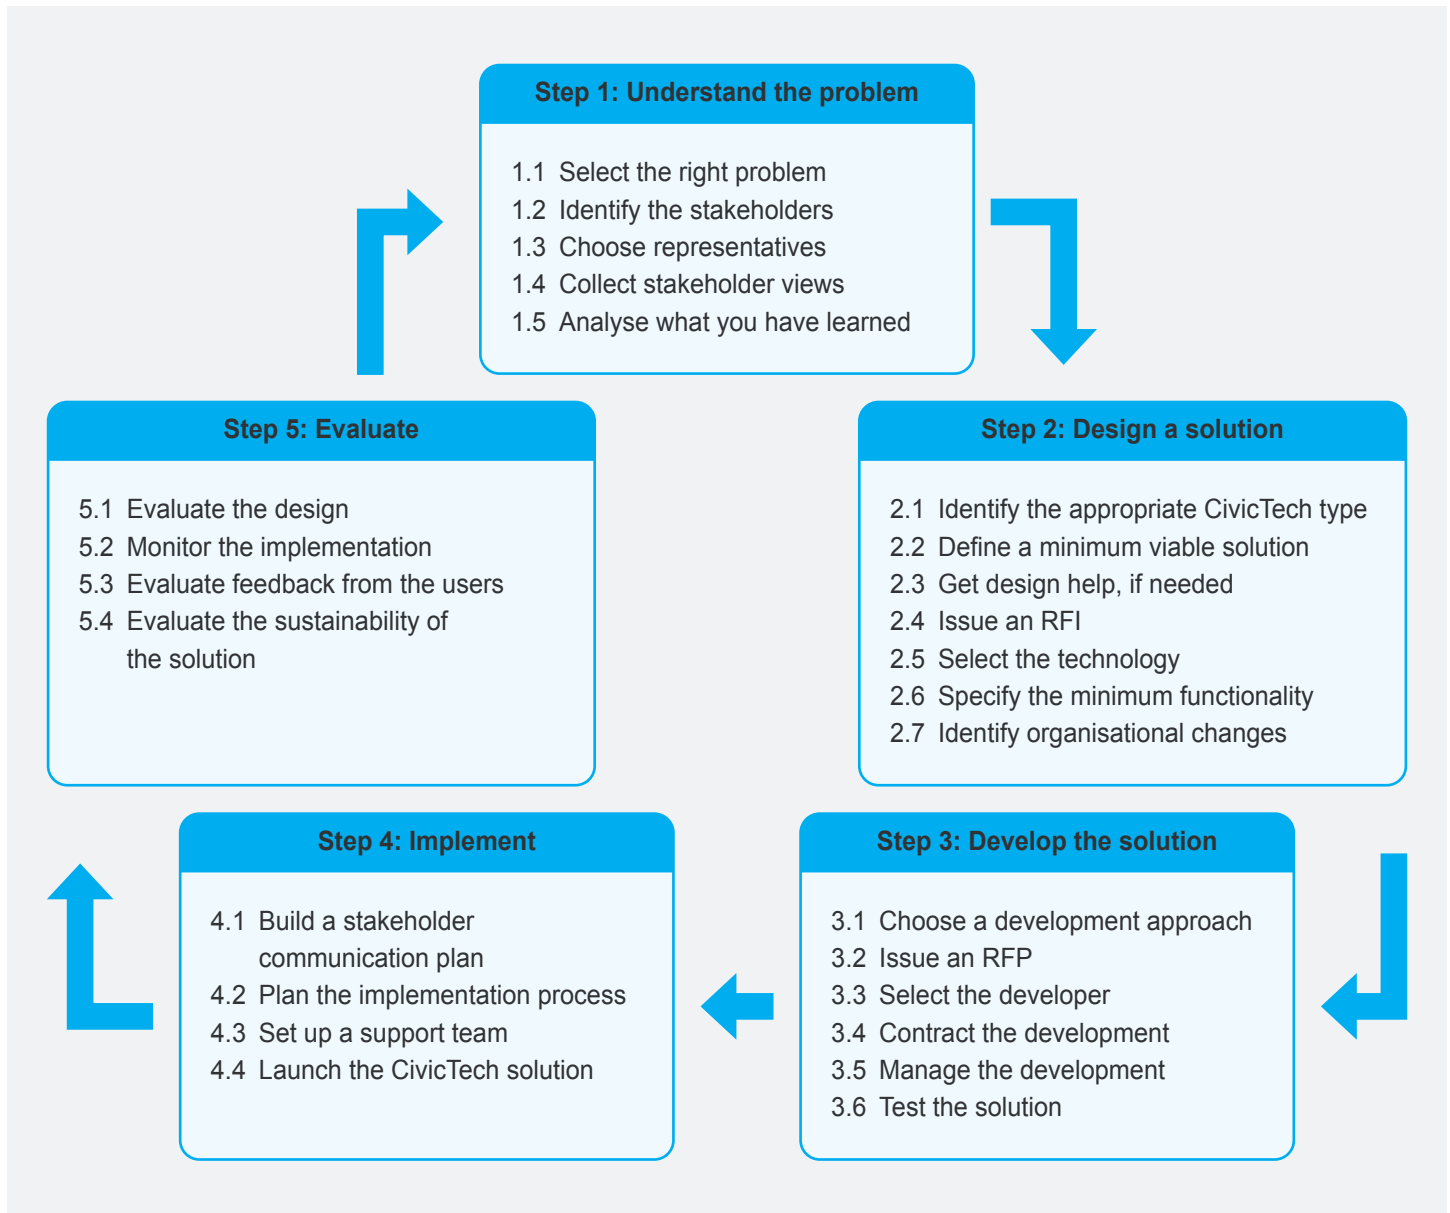 Step 1: Understand the problem
1.1 Select the right problem
1.2 Identify the stakeholders
1.3 Choose representatives
1.4 Collect stakeholder views
1.5 Analyse what you have learned
Step 2: Design a solution
2.1 Identify the appropriate CivicTech type
2.2 Define a minimum viable solution
2.3 Get design help, if needed
2.4 Issue an RFI
2.5 Select the technology
2.6 Specify the minimum functionality
2.7 Identify organisational changes
Step 3: Develop the solution
3.1 Choose a development approach
3.2 Issue an RFP
3.3 Select the developer
3.4 Contract the development
3.5 Manage the development
3.6 Test the solution
Step 4: Implement
4.1 Build a stakeholder
communication plan
4.2 Plan the implementation process
4.3 Set up a support team
4.4 Launch the CivicTech solution
Step 5: Evaluate
5.1 Evaluate the design
5.2 Monitor the implementation
5.3 Evaluate feedback from the users
5.4 Evaluate the sustainability of
the solution